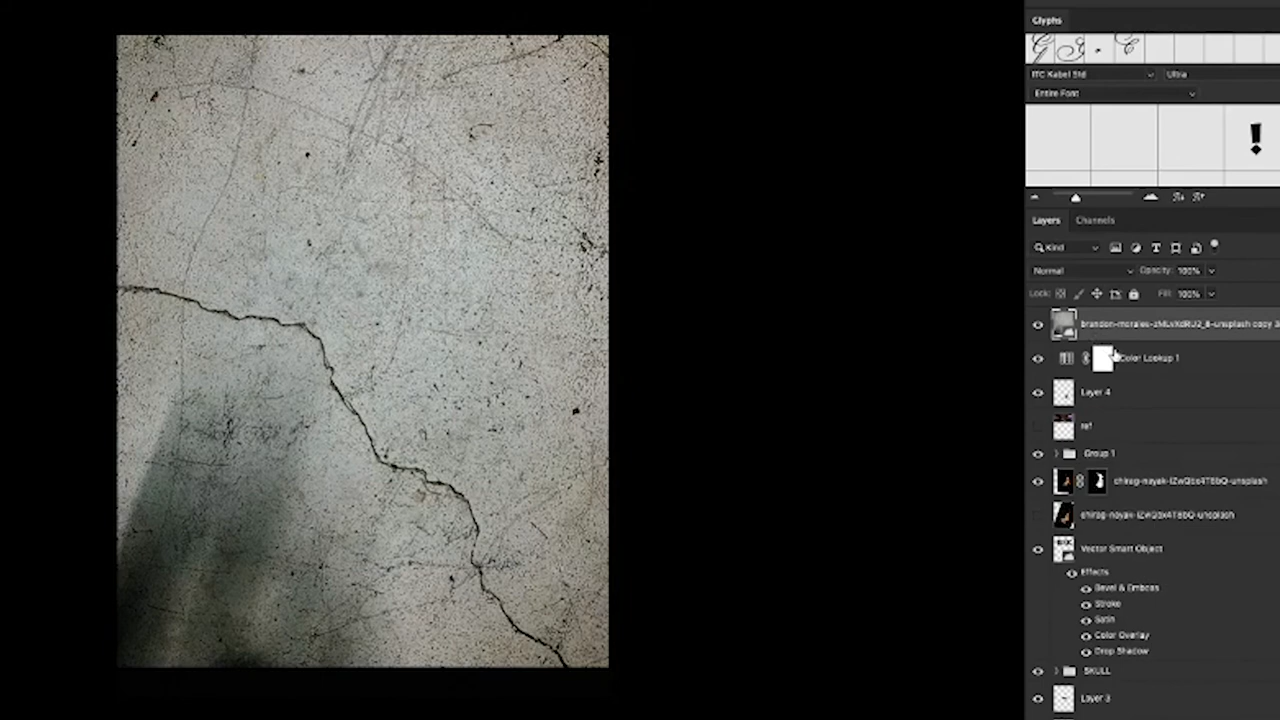 Glyphs
ITC Kabel Std
Ultra
Entire Font
!
Layers
Channels
Kind
Normal
Opacity: 100%
Lock:
Fill: 100%
Color Lookup 1
Layer 4
ref
Group 1
Vector Smart Object
Effects
Bevel & Emboss
Stroke
Satin
Color Overlay
Drop Shadow
SKULL
Layer 3